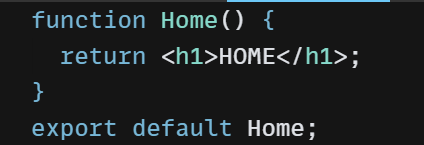 function Home() {
  return <h1>HOME</h1>;
}
export default Home;